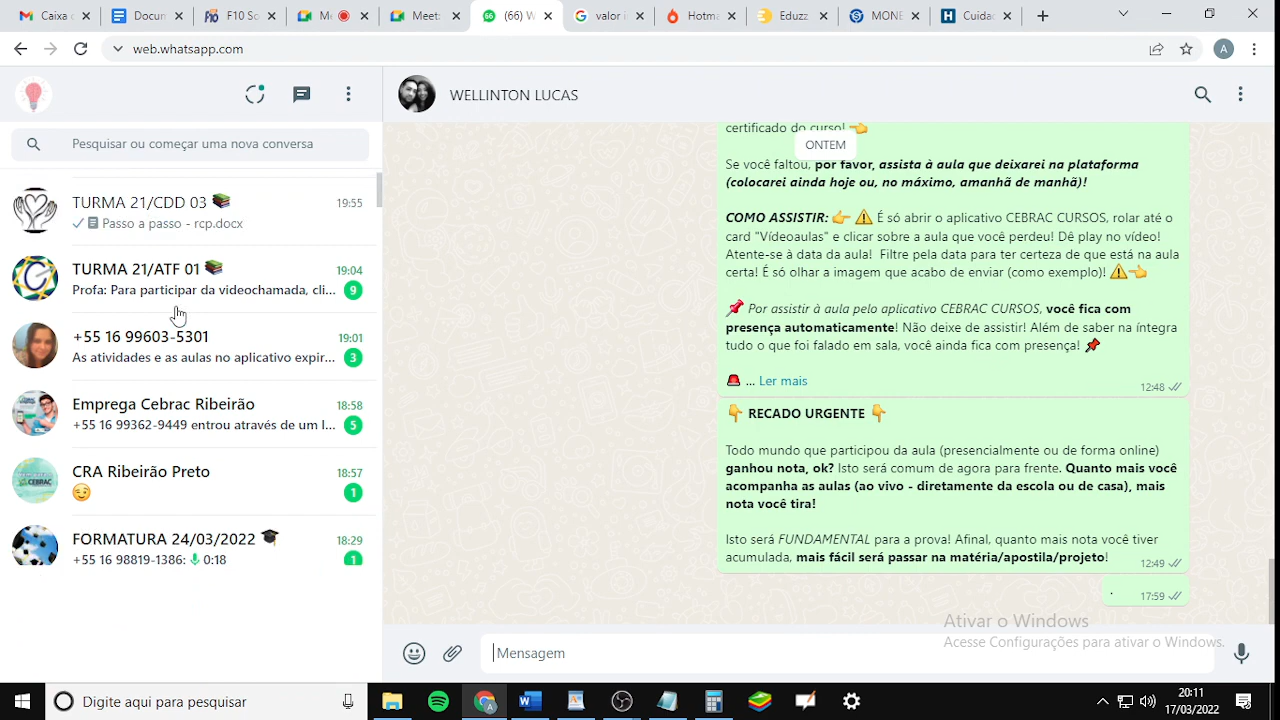 Caixa d
Docum
F10 So
Me
Meet:
(66) W
valor i
Hotma
Eduzz
MONE
Cuida
web.whatsapp.com
A
WELLINTON LUCAS
Pesquisar ou começar uma nova conversa
TURMA 21/CDD 03 📚 19:55
Passo a passo - rcp.docx
TURMA 21/ATF 01 📚 19:04
Profa: Para participar da videochamada, cli... 9
+55 16 99603-5301 19:01
As atividades e as aulas no aplicativo expir... 3
Emprega Cebrac Ribeirão 18:58
+55 16 99362-9449 entrou através de um l... 5
CRA Ribeirão Preto 18:57
😉 1
FORMATURA 24/03/2022 🎓 18:29
+55 16 98819-1386: 0:18 1
certificado do curso! 👈
ONTEM
Se você faltou, por favor, assista à aula que deixarei na plataforma
(colocarei ainda hoje ou, no máximo, amanhã de manhã)!
COMO ASSISTIR: 👉 ⚠️ É só abrir o aplicativo CEBRAC CURSOS, rolar até o
card "Vídeoaulas" e clicar sobre a aula que você perdeu! Dê play no vídeo!
Atente-se à data da aula! Filtre pela data para ter certeza de que está na aula
certa! É só olhar a imagem que acabo de enviar (como exemplo)! ⚠️👈
📌 Por assistir à aula pelo aplicativo CEBRAC CURSOS, você fica com
presença automaticamente! Não deixe de assistir! Além de saber na íntegra
tudo o que foi falado em sala, você ainda fica com presença! 📌
🚨 ... Ler mais
12:48
👇 RECADO URGENTE 👇
Todo mundo que participou da aula (presencialmente ou de forma online)
ganhou nota, ok? Isto será comum de agora para frente. Quanto mais você
acompanha as aulas (ao vivo - diretamente da escola ou de casa), mais
nota você tira!
Isto será FUNDAMENTAL para a prova! Afinal, quanto mais nota você tiver
acumulada, mais fácil será passar na matéria/apostila/projeto!
12:49
. 17:59
Mensagem
Ativar o Windows
Acesse Configurações para ativar o Windows.
Digite aqui para pesquisar
20:11
17/03/2022